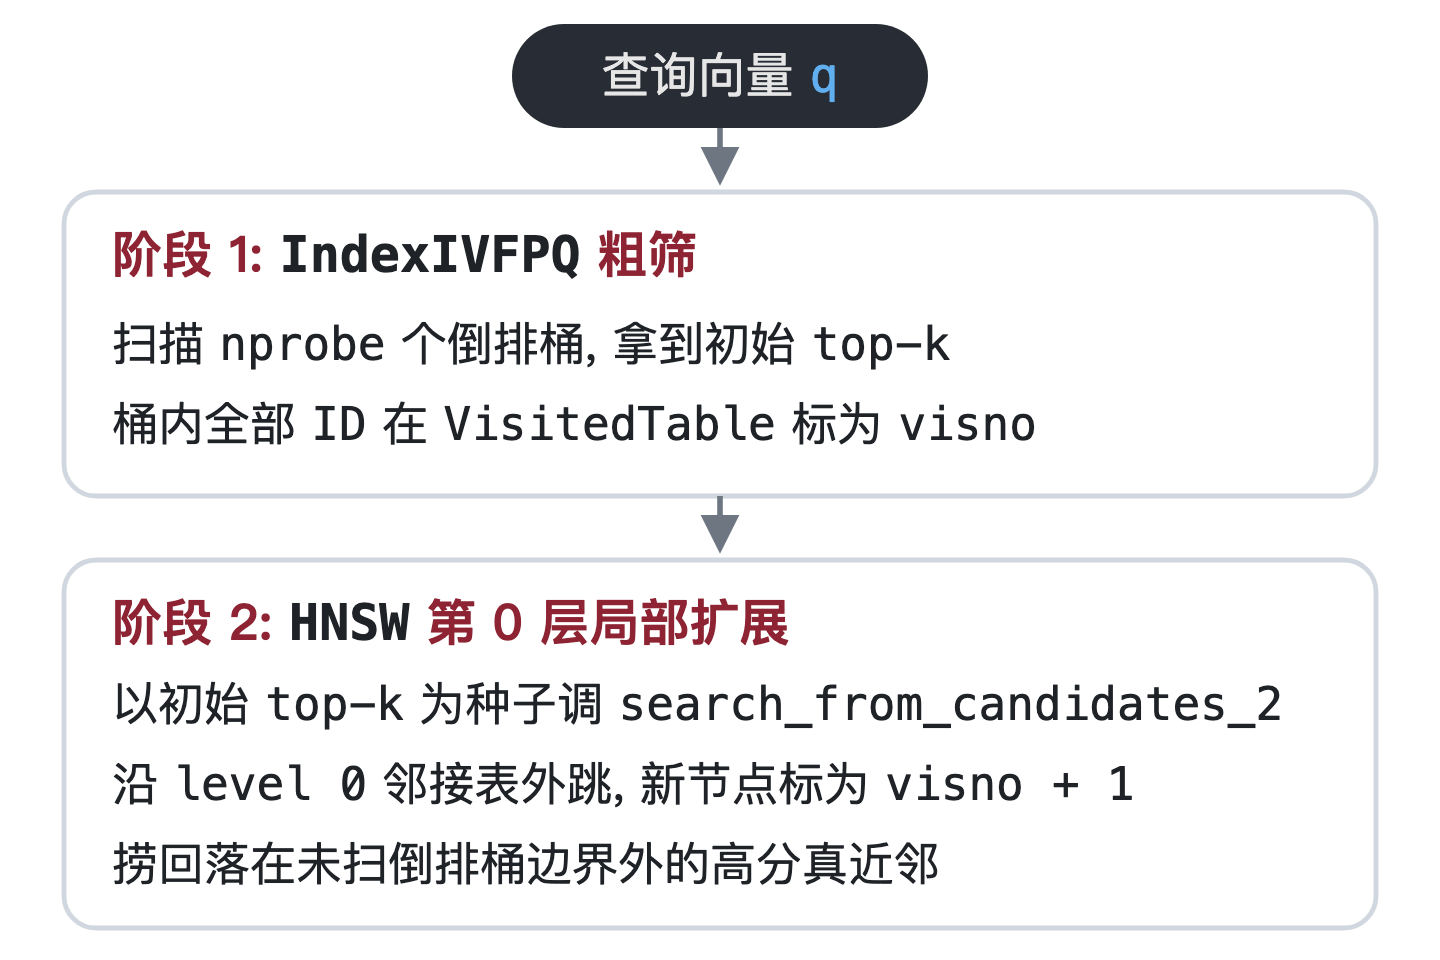 查询向量 q
阶段 1: IndexIVFPQ 粗筛
扫描 nprobe 个倒排桶, 拿到初始 top-k
桶内全部 ID 在 VisitedTable 标为 visno
阶段 2: HNSW 第 0 层局部扩展
以初始 top-k 为种子调 search_from_candidates_2
沿 level 0 邻接表外跳, 新节点标为 visno + 1
捞回落在未扫倒排桶边界外的高分真近邻